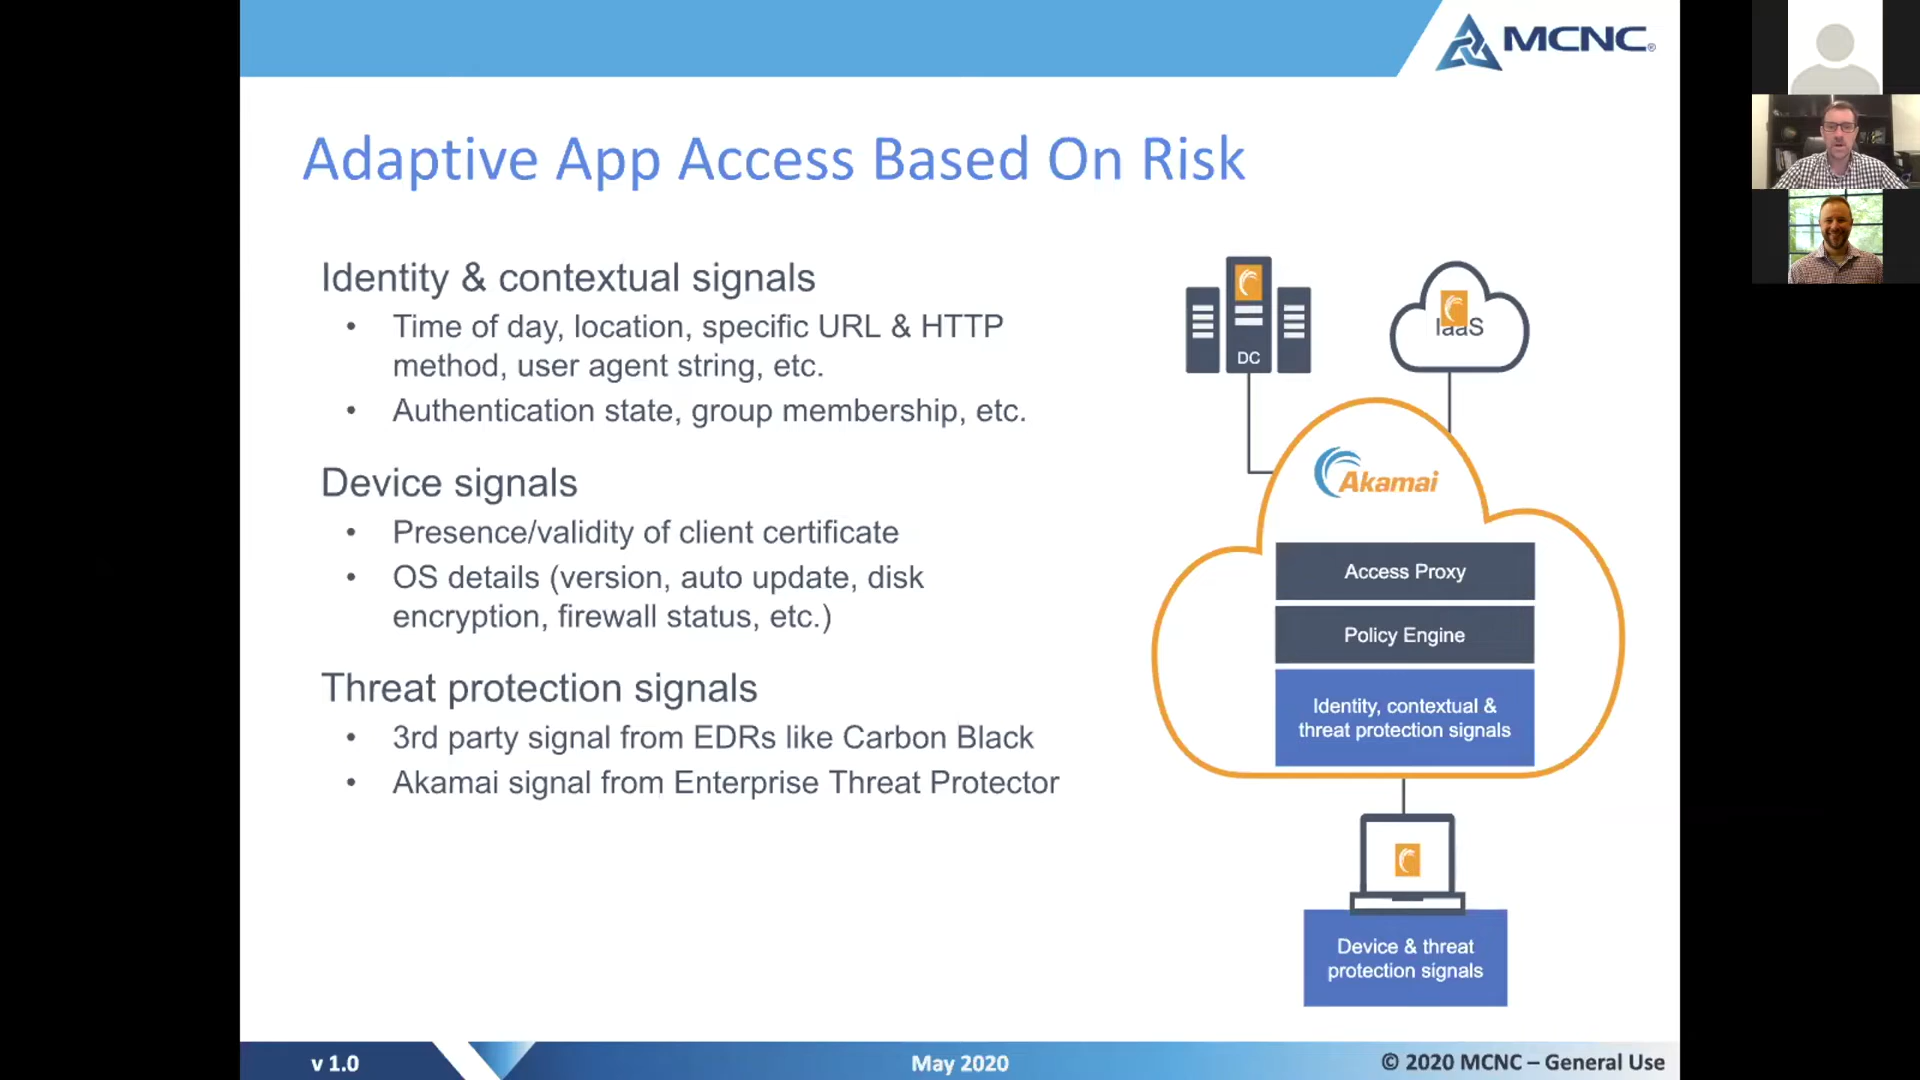 MCNC®
Adaptive App Access Based On Risk
Identity & contextual signals
• Time of day, location, specific URL & HTTP
method, user agent string, etc.
• Authentication state, group membership, etc.
Device signals
• Presence/validity of client certificate
• OS details (version, auto update, disk
encryption, firewall status, etc.)
Threat protection signals
• 3rd party signal from EDRs like Carbon Black
• Akamai signal from Enterprise Threat Protector
DC
IaaS
Akamai
Access Proxy
Policy Engine
Identity, contextual &
threat protection signals
Device & threat
protection signals
v 1.0
May 2020
© 2020 MCNC – General Use